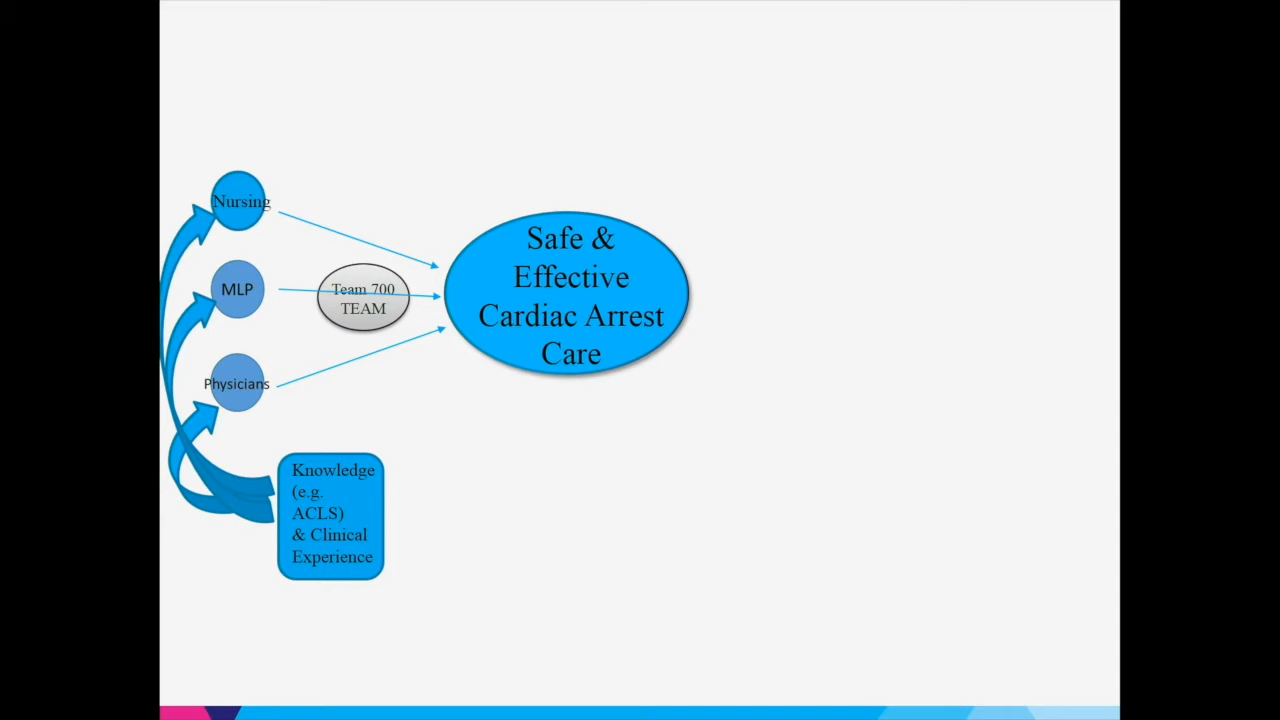 Nursing
MLP
Physicians
Team 700
TEAM
Safe &
Effective
Cardiac Arrest
Care
Knowledge
(e.g.
ACLS)
& Clinical
Experience